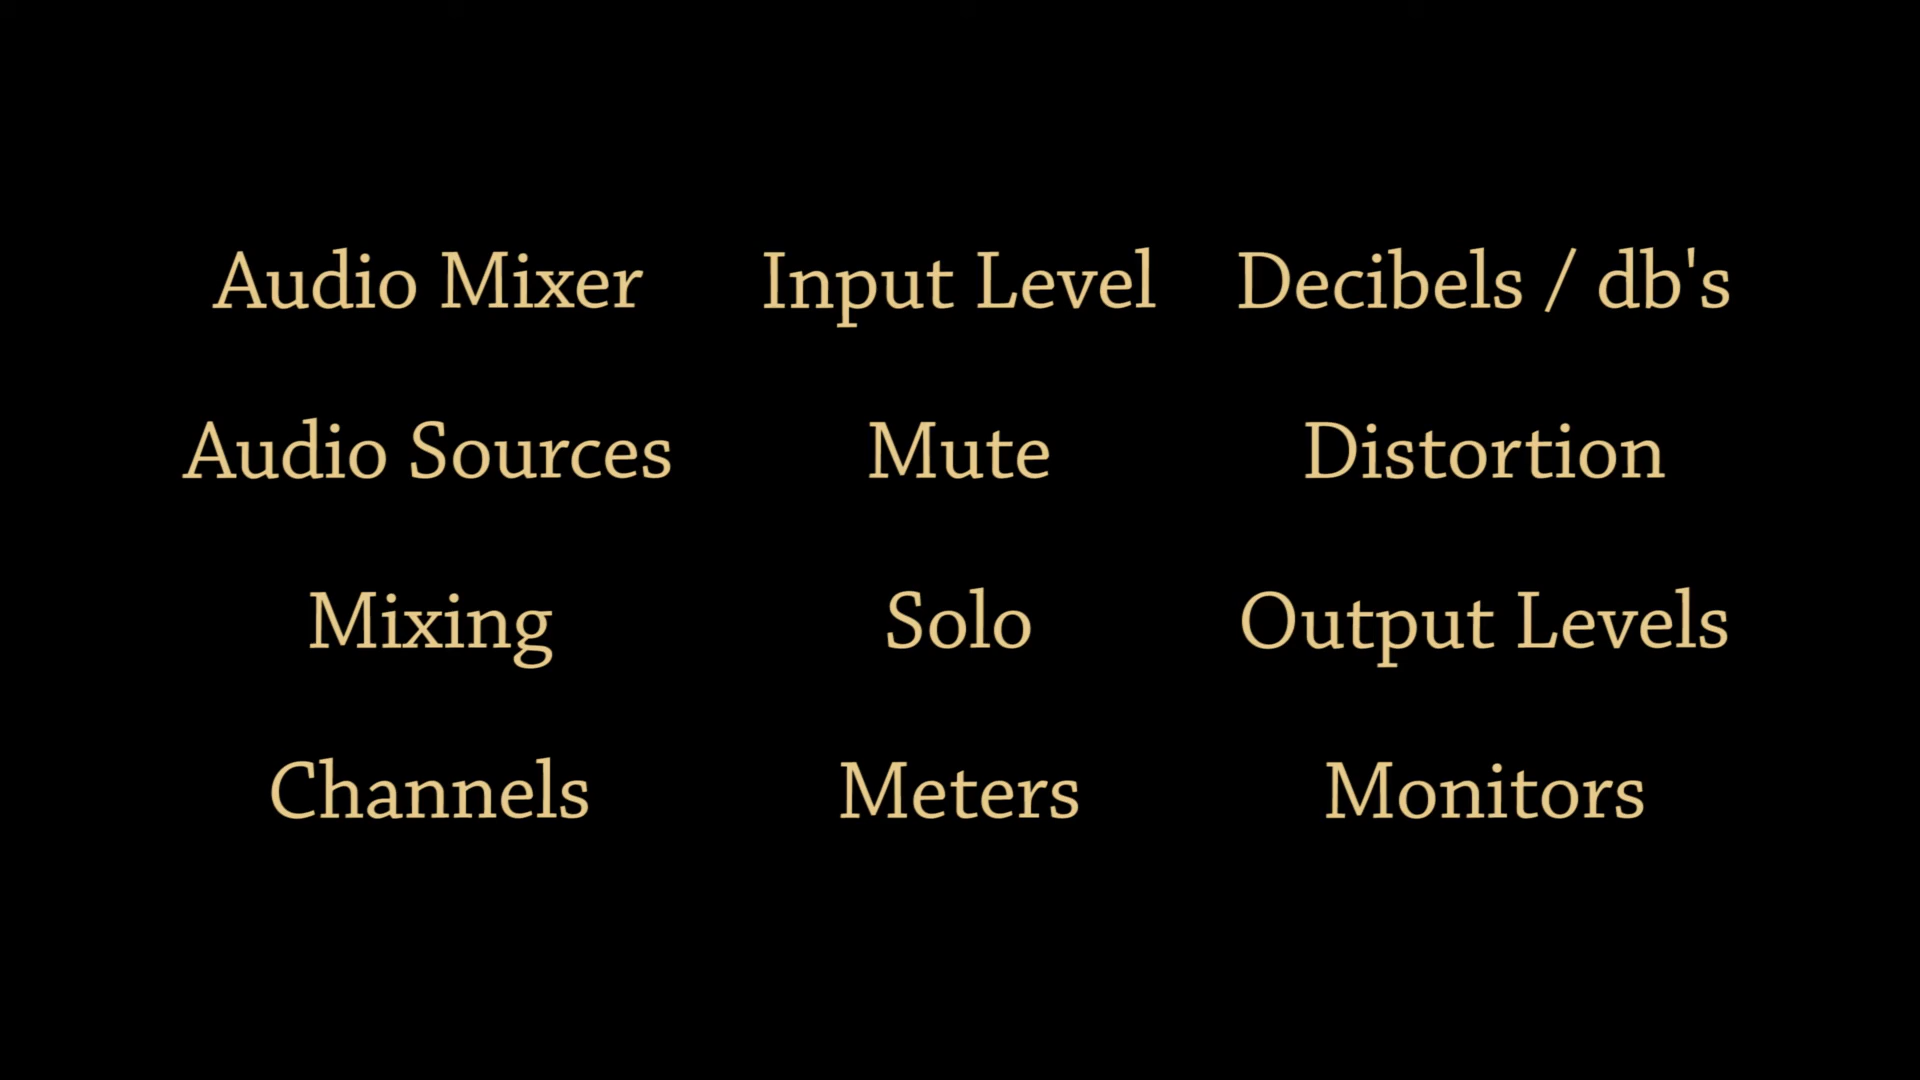 Audio Mixer
Input Level
Decibels / db's
Audio Sources
Mute
Distortion
Mixing
Solo
Output Levels
Channels
Meters
Monitors